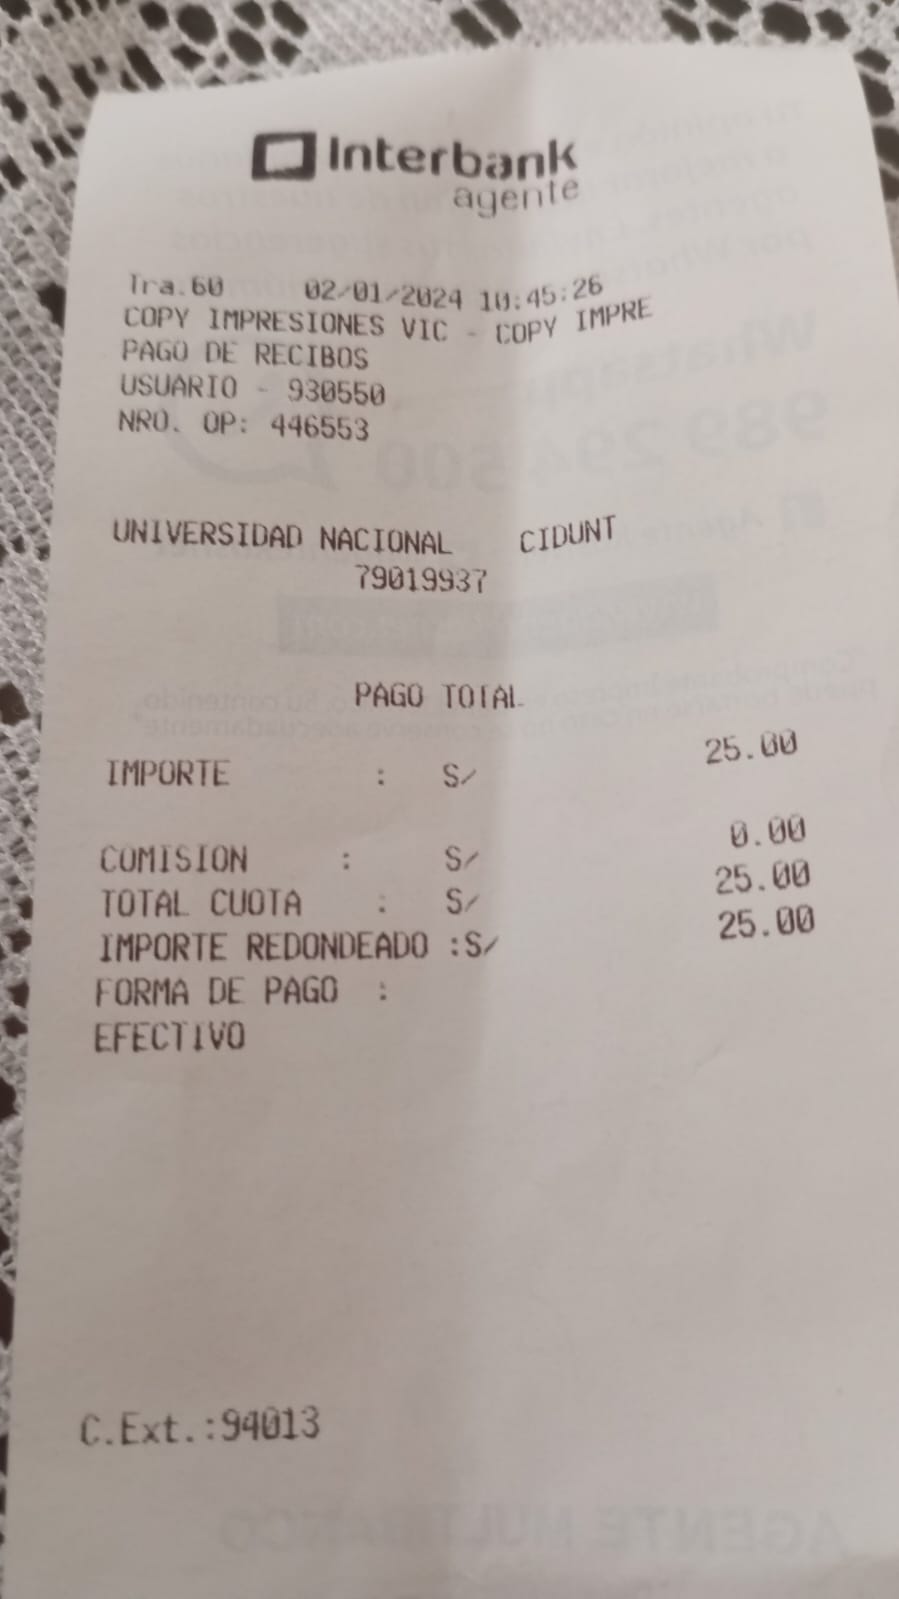 Interbank
agente
Tra.60 02/01/2024 10:45:26
COPY IMPRESIONES VIC - COPY IMPRE
PAGO DE RECIBOS
USUARIO - 930550
NRO. OP: 446553
UNIVERSIDAD NACIONAL CIDUNT
79019937
PAGO TOTAL
IMPORTE : S/ 25.00
COMISION : S/ 0.00
TOTAL CUOTA : S/ 25.00
IMPORTE REDONDEADO :S/ 25.00
FORMA DE PAGO :
EFECTIVO
C.Ext.:94013